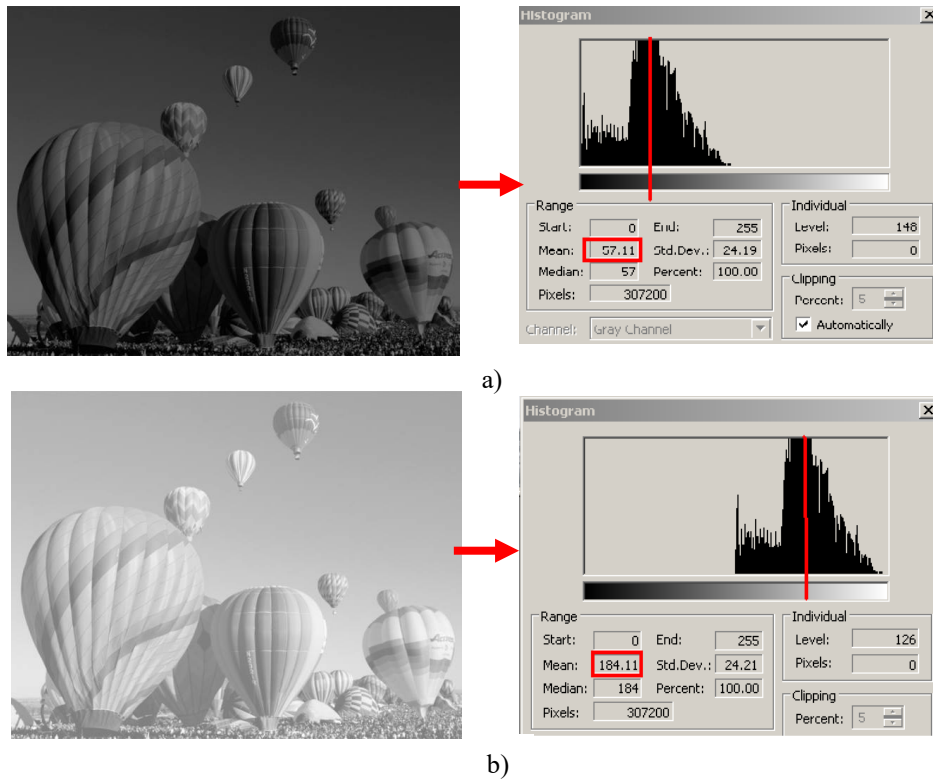 Histogram
Range
Start: 0 End: 255
Mean: 57.11 Std.Dev.: 24.19
Median: 57 Percent: 100.00
Pixels: 307200
Individual
Level: 148
Pixels: 0
Clipping
Percent: 5
Automatically
Channel: Gray Channel
a)
Histogram
Range
Start: 0 End: 255
Mean: 184.11 Std.Dev.: 24.21
Median: 184 Percent: 100.00
Pixels: 307200
Individual
Level: 126
Pixels: 0
Clipping
Percent: 5
b)